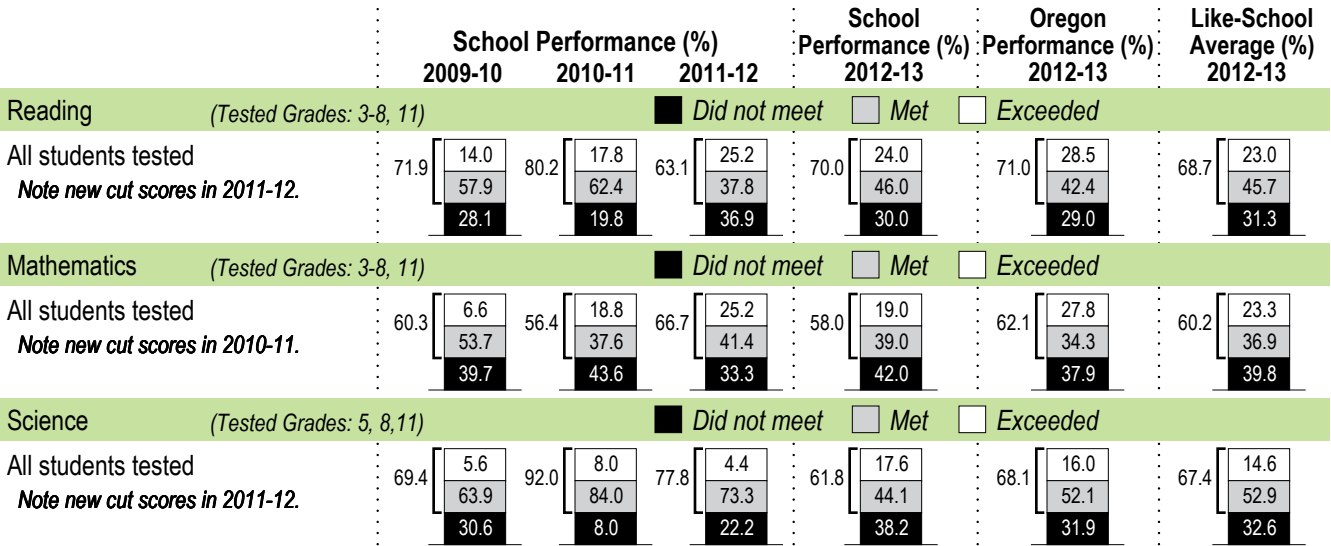 School Performance (%)
2009-10 2010-11 2011-12
School
Performance (%)
2012-13
Oregon
Performance (%)
2012-13
Like-School
Average (%)
2012-13
Reading (Tested Grades: 3-8, 11) Did not meet Met Exceeded
All students tested
Note new cut scores in 2011-12.
71.9 14.0 80.2 17.8 63.1 25.2 70.0 24.0 71.0 28.5 68.7 23.0
57.9 62.4 37.8 46.0 42.4 45.7
28.1 19.8 36.9 30.0 29.0 31.3
Mathematics (Tested Grades: 3-8, 11) Did not meet Met Exceeded
All students tested
Note new cut scores in 2010-11.
60.3 6.6 56.4 18.8 66.7 25.2 58.0 19.0 62.1 27.8 60.2 23.3
53.7 37.6 41.4 39.0 34.3 36.9
39.7 43.6 33.3 42.0 37.9 39.8
Science (Tested Grades: 5, 8,11) Did not meet Met Exceeded
All students tested
Note new cut scores in 2011-12.
69.4 5.6 92.0 8.0 77.8 4.4 61.8 17.6 68.1 16.0 67.4 14.6
63.9 84.0 73.3 44.1 52.1 52.9
30.6 8.0 22.2 38.2 31.9 32.6